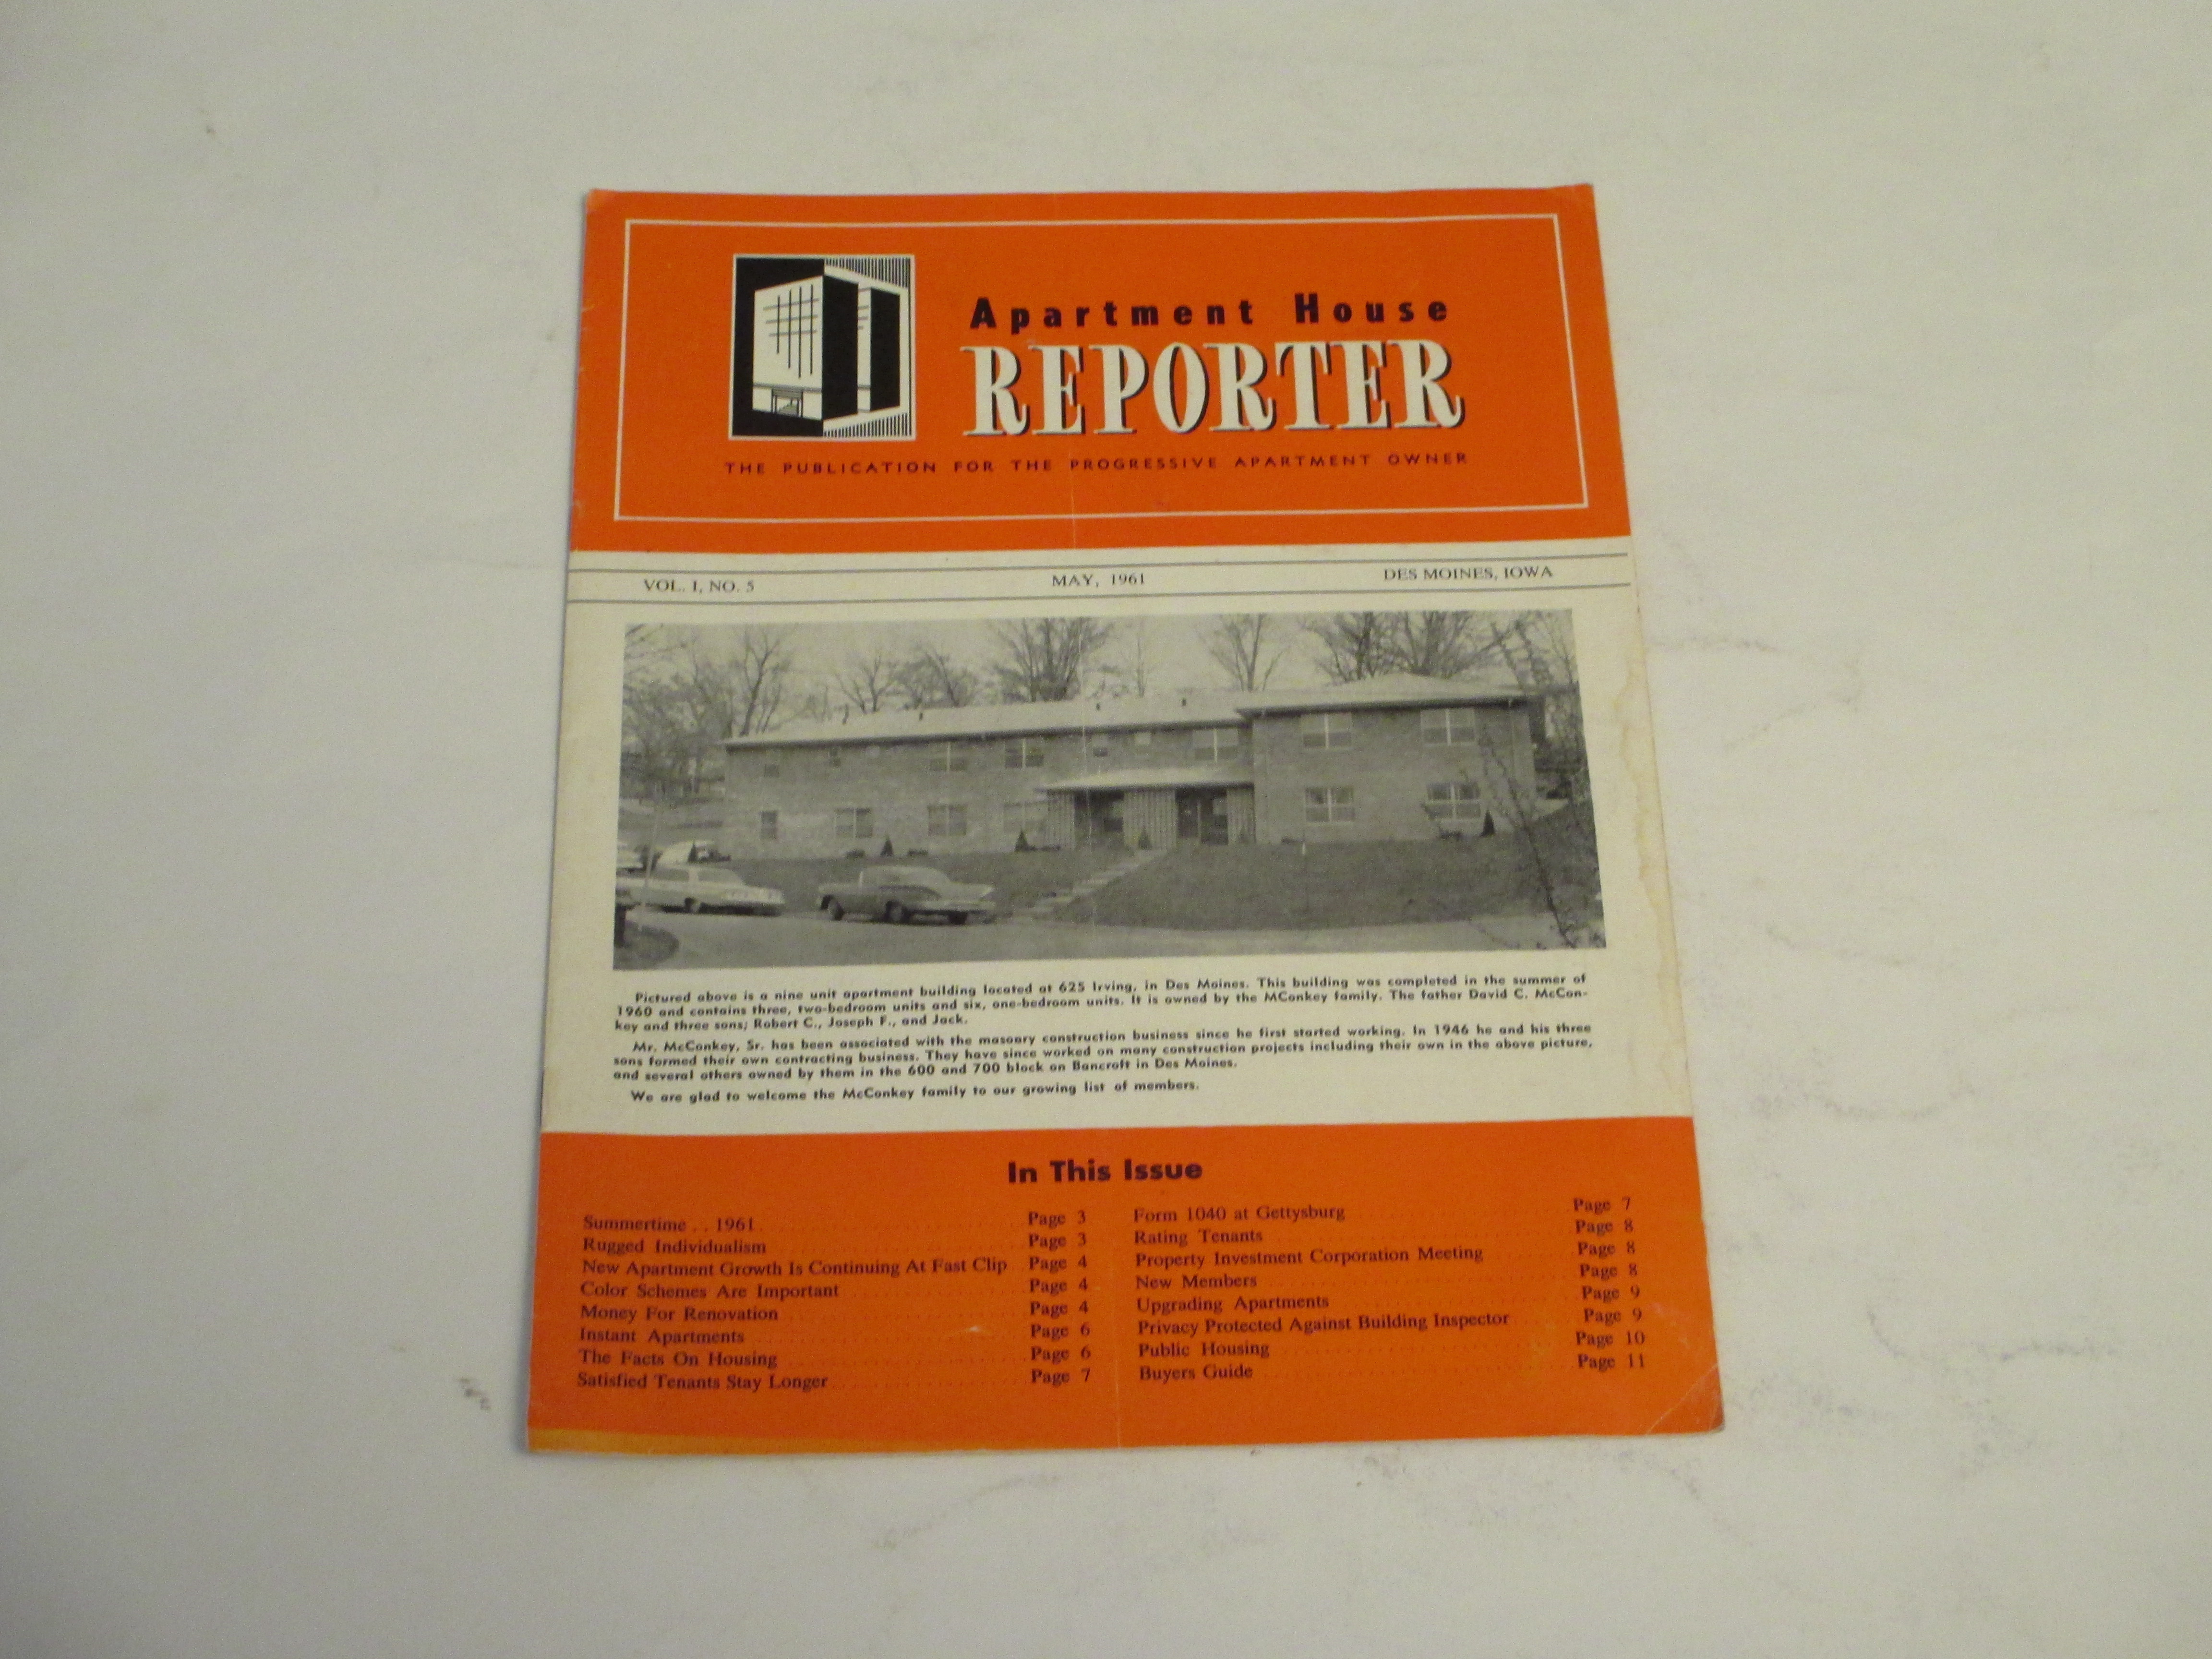 Apartment House
REPORTER
THE PUBLICATION FOR THE PROGRESSIVE APARTMENT OWNER
VOL. I, NO. 5 MAY, 1961 DES MOINES, IOWA
Pictured above is a nine unit apartment building located at 625 Irving, in Des Moines. This building was completed in the summer of
1960 and contains three, two-bedroom units and six, one-bedroom units. It is owned by the MConkey family. The father David C. McCon-
key and three sons; Robert C., Joseph F., and Jack.
Mr. McConkey, Sr. has been associated with the masonry construction business since he first started working. In 1946 he and his three
sons formed their own contracting business. They have since worked on many construction projects including their own in the above picture,
and several others owned by them in the 600 and 700 block on Bancroft in Des Moines.
We are glad to welcome the McConkey family to our growing list of members.
In This Issue
Summertime . . 1961 Page 3
Rugged Individualism Page 3
New Apartment Growth Is Continuing At Fast Clip Page 4
Color Schemes Are Important Page 4
Money For Renovation Page 4
Instant Apartments Page 6
The Facts On Housing Page 6
Satisfied Tenants Stay Longer Page 7
Form 1040 at Gettysburg Page 7
Rating Tenants Page 8
Property Investment Corporation Meeting Page 8
New Members Page 8
Upgrading Apartments Page 9
Privacy Protected Against Building Inspector Page 9
Public Housing Page 10
Buyers Guide Page 11